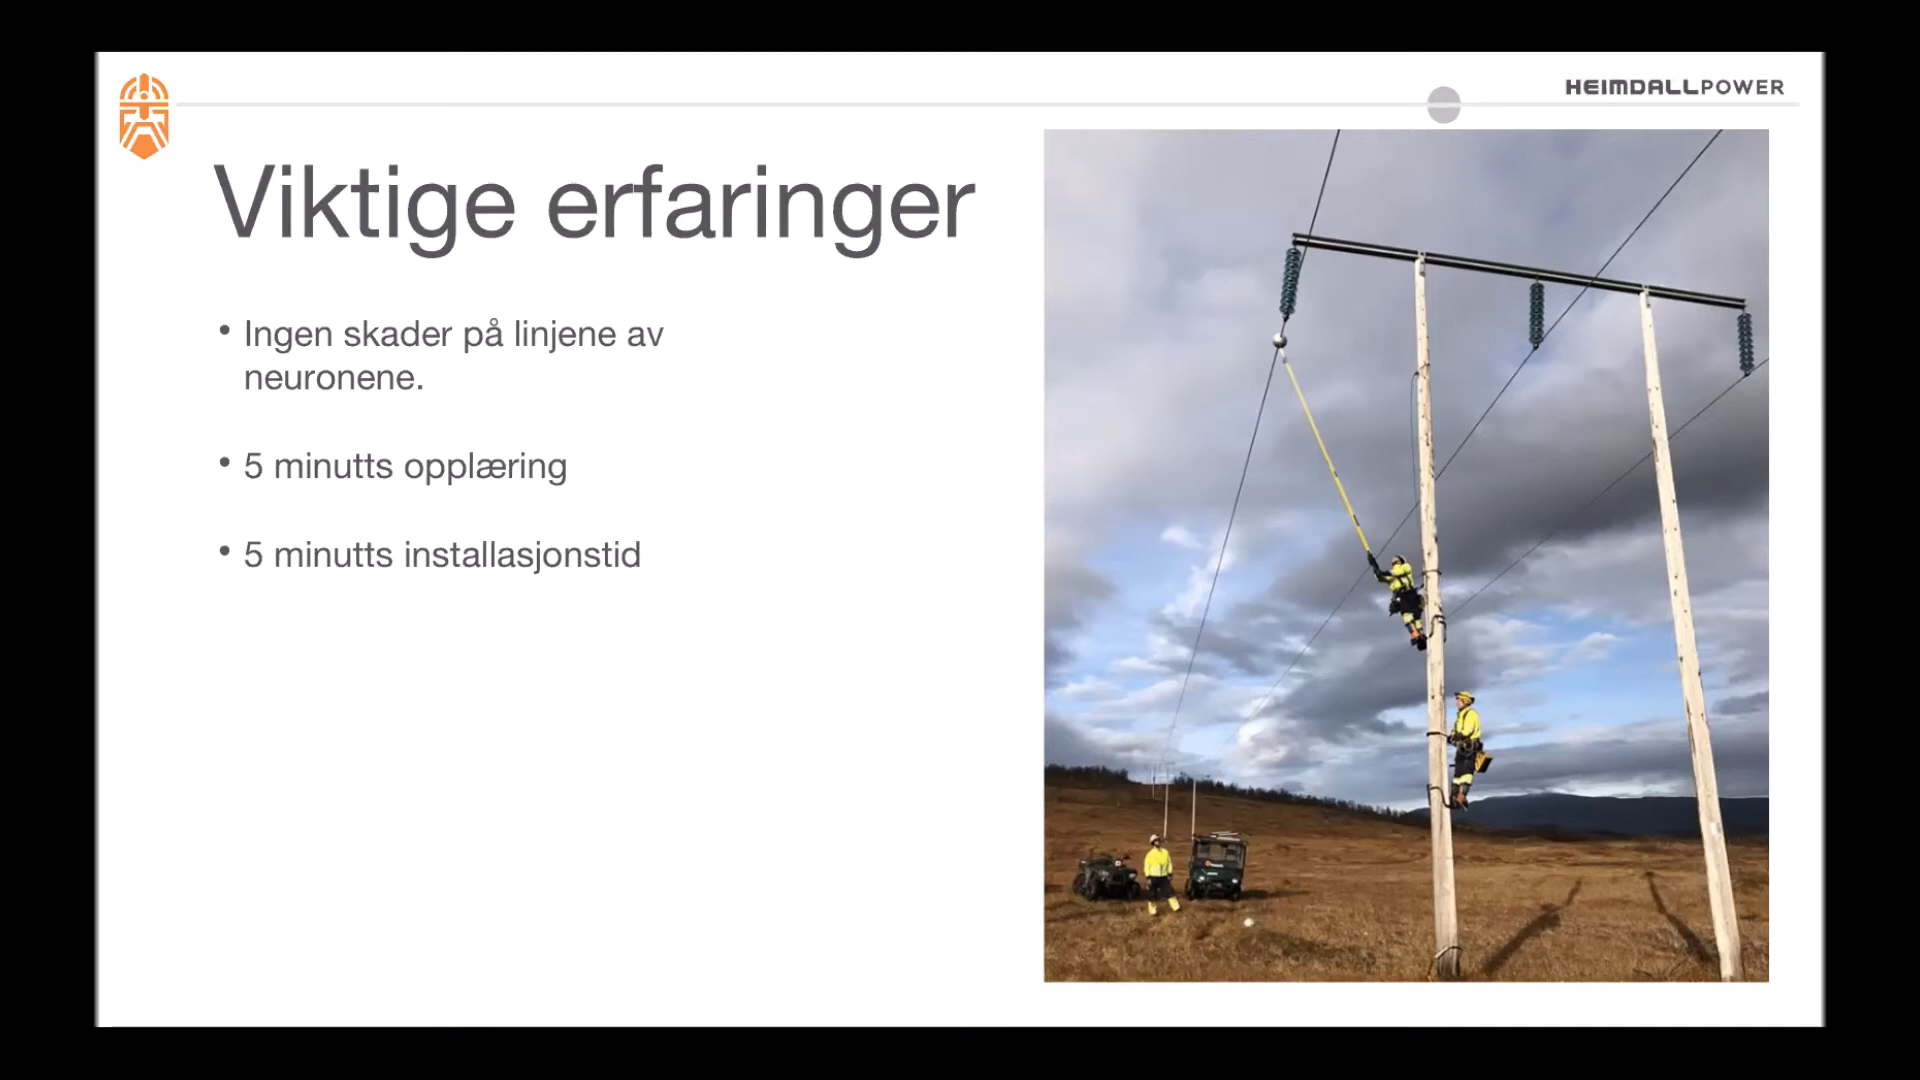 HEIMDALLPOWER
Viktige erfaringer
• Ingen skader på linjene av
neuronene.
• 5 minutts opplæring
• 5 minutts installasjonstid